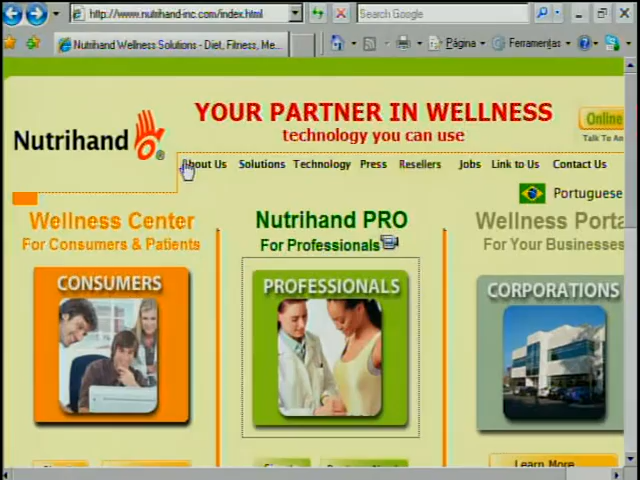 http://www.nutrihand-inc.com/index.html
Search Google
Nutrihand Wellness Solutions - Diet, Fitness, Me...
Página
Ferramentas
YOUR PARTNER IN WELLNESS
technology you can use
Nutrihand
Online
Talk To An
About Us Solutions Technology Press Resellers Jobs Link to Us Contact Us
Portuguese
Wellness Center
For Consumers & Patients
Nutrihand PRO
For Professionals
Wellness Porta
For Your Businesses
CONSUMERS
PROFESSIONALS
CORPORATIONS
Learn More